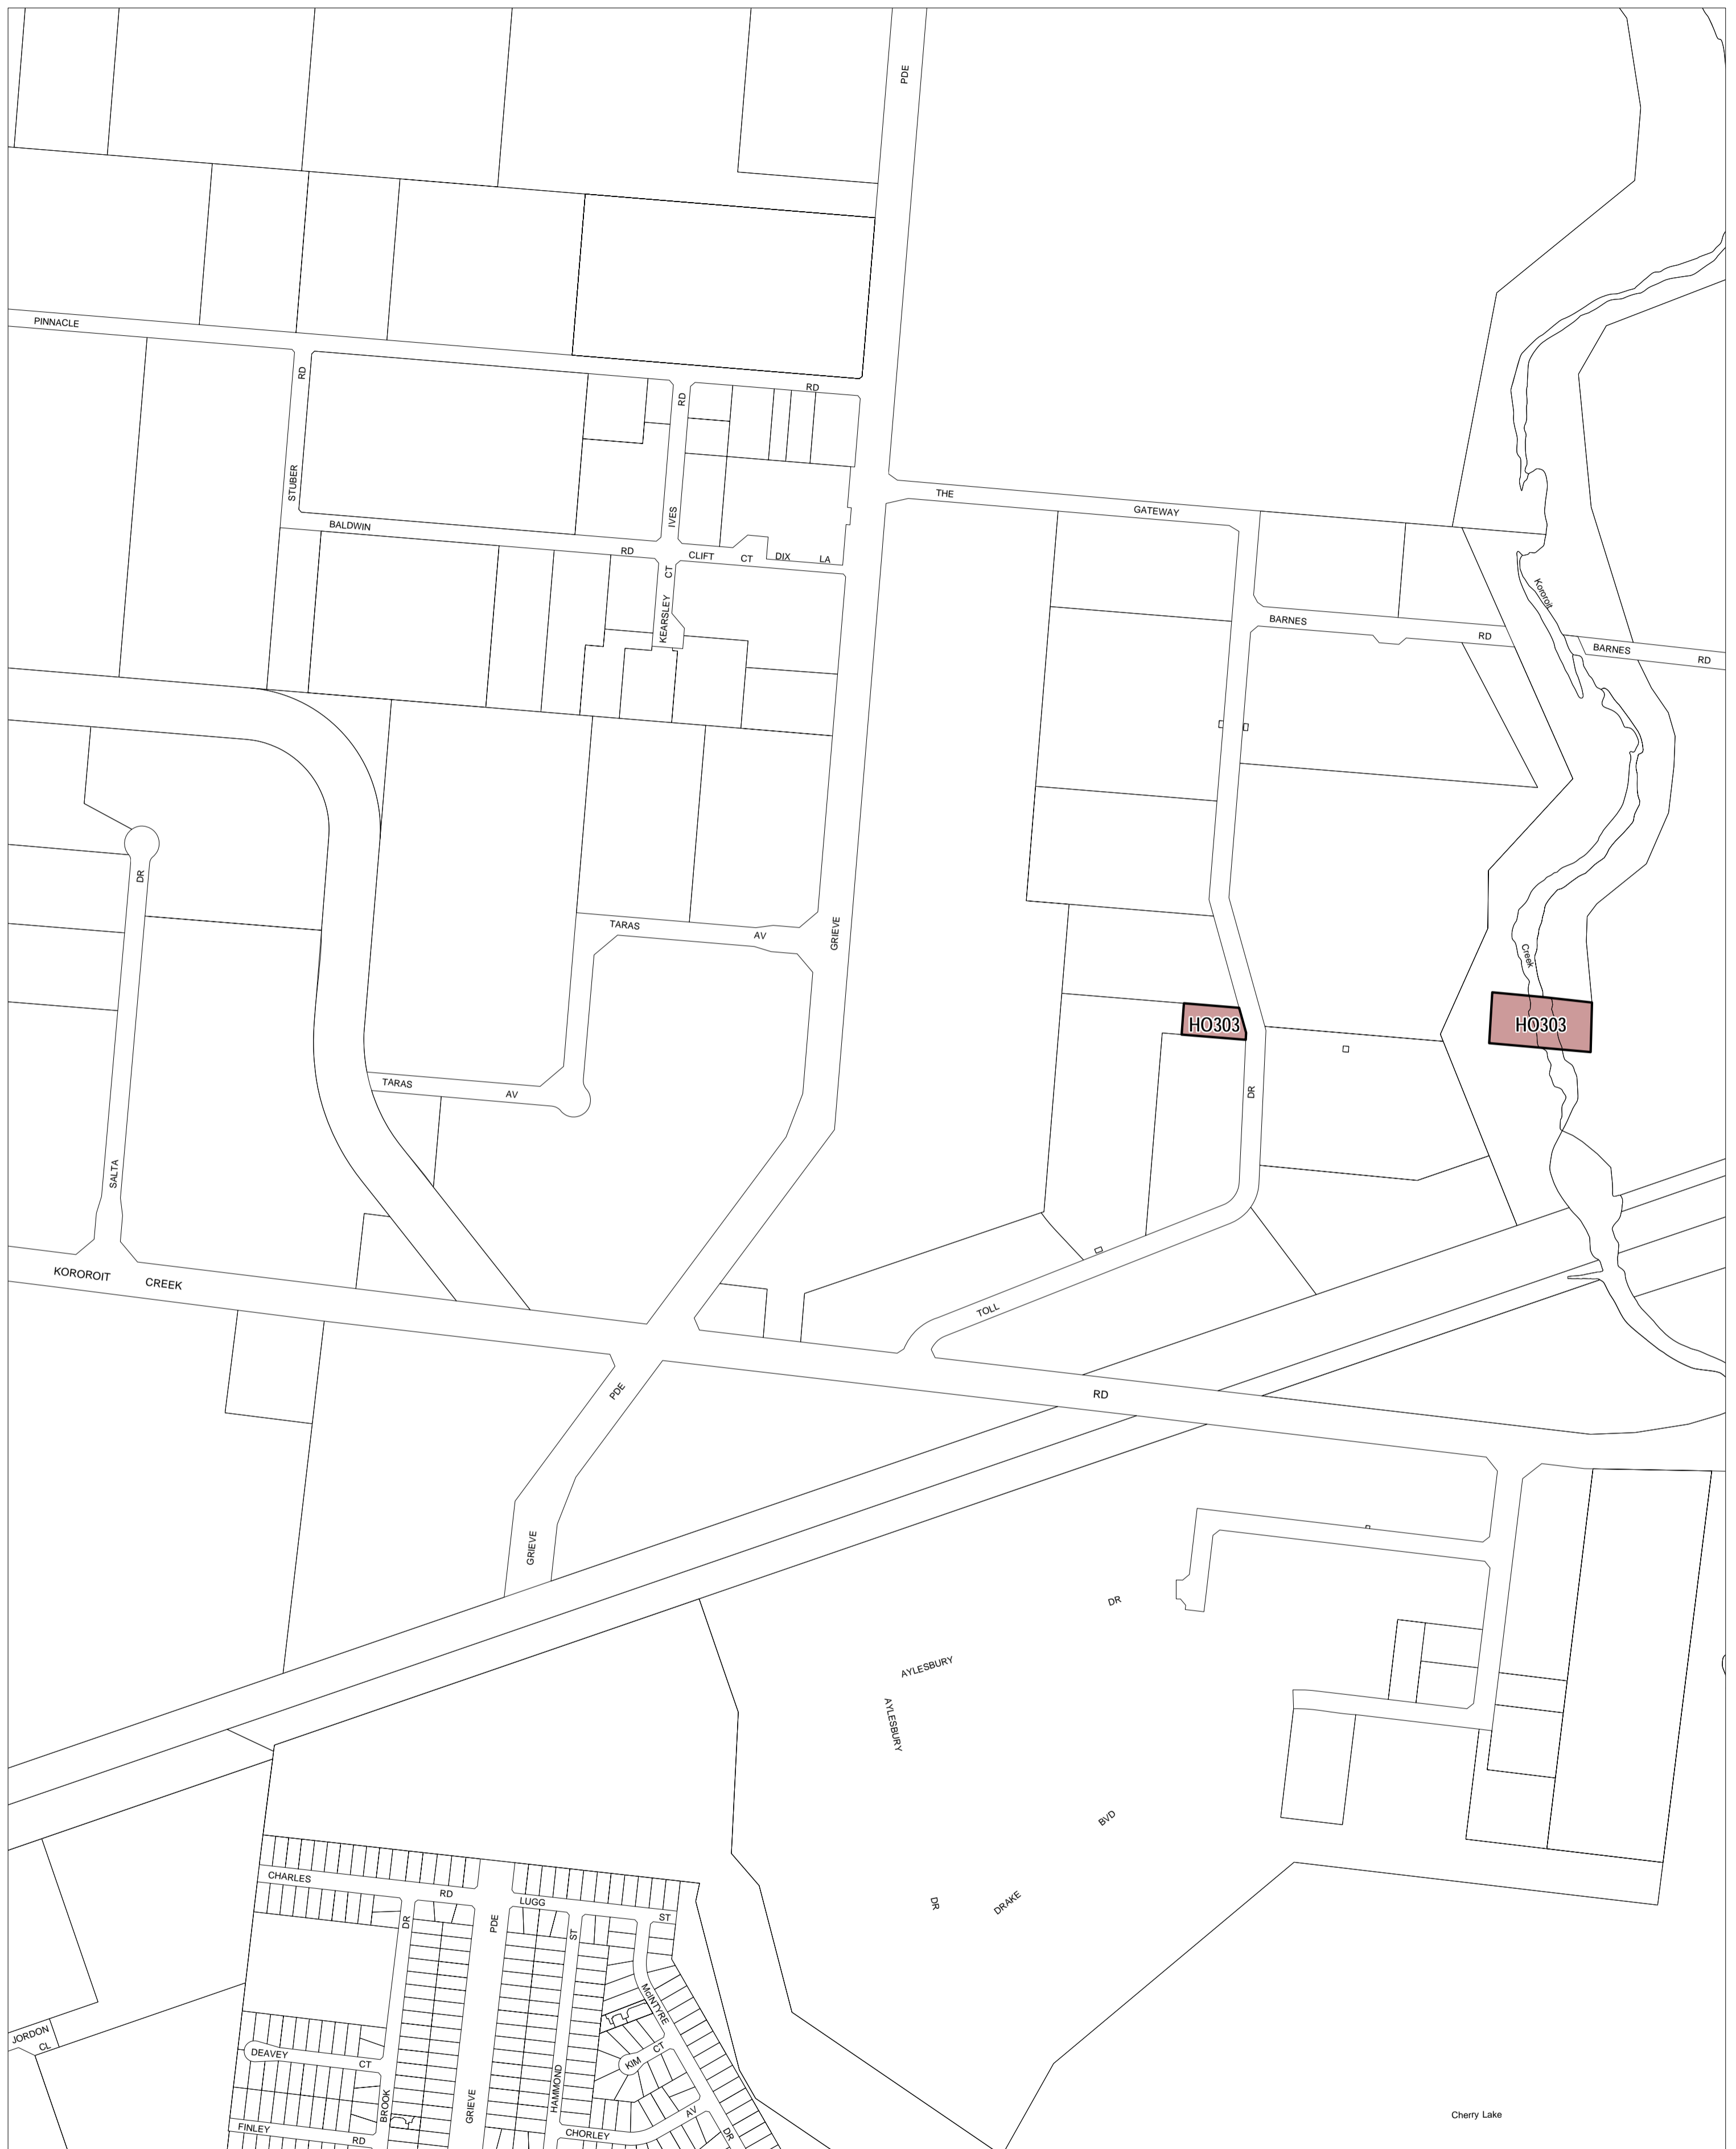 PDE
PINNACLE
RD
RD
RD
STUBER
IVES
THE
GATEWAY
BALDWIN
RD
CLIFT
CT
DIX
LA
CT
KEARSLEY
Kororoit
BARNES
RD
BARNES
RD
DR
TARAS
AV
GRIEVE
Creek
HO303
HO303
TARAS
AV
DR
SALTA
KOROROIT
CREEK
TOLL
PDE
RD
GRIEVE
DR
AYLESBURY
AYLESBURY
BVD
DR
DRAKE
CHARLES
RD
LUGG
ST
DR
PDE
ST
McINTYRE
JORDON
CL
DEAVEY
CT
KIM
CT
BROOK
GRIEVE
HAMMOND
AV
FINLEY
RD
CHORLEY
DR
Cherry Lake